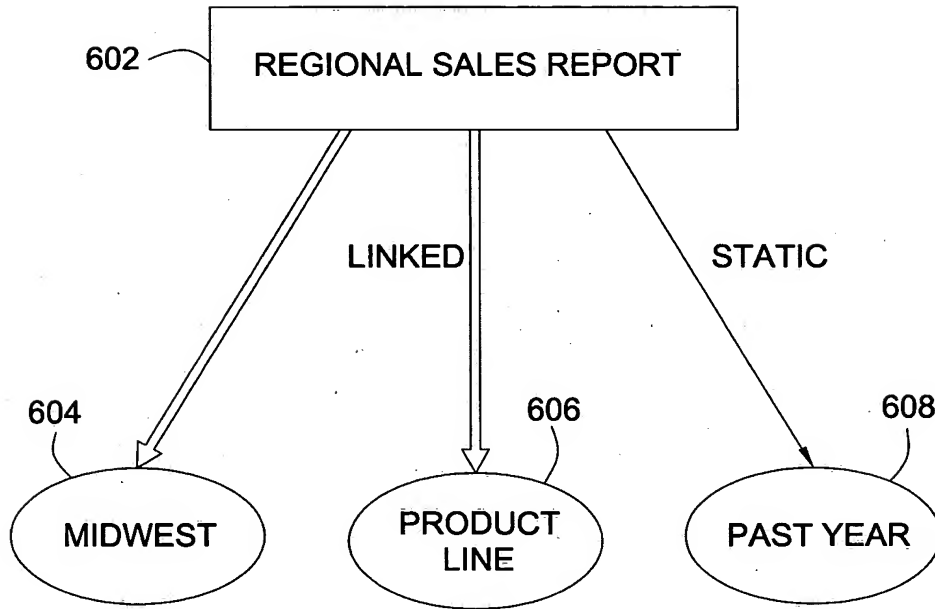 602
REGIONAL SALES REPORT
LINKED
STATIC
604
606
608
MIDWEST
PRODUCT
LINE
PAST YEAR